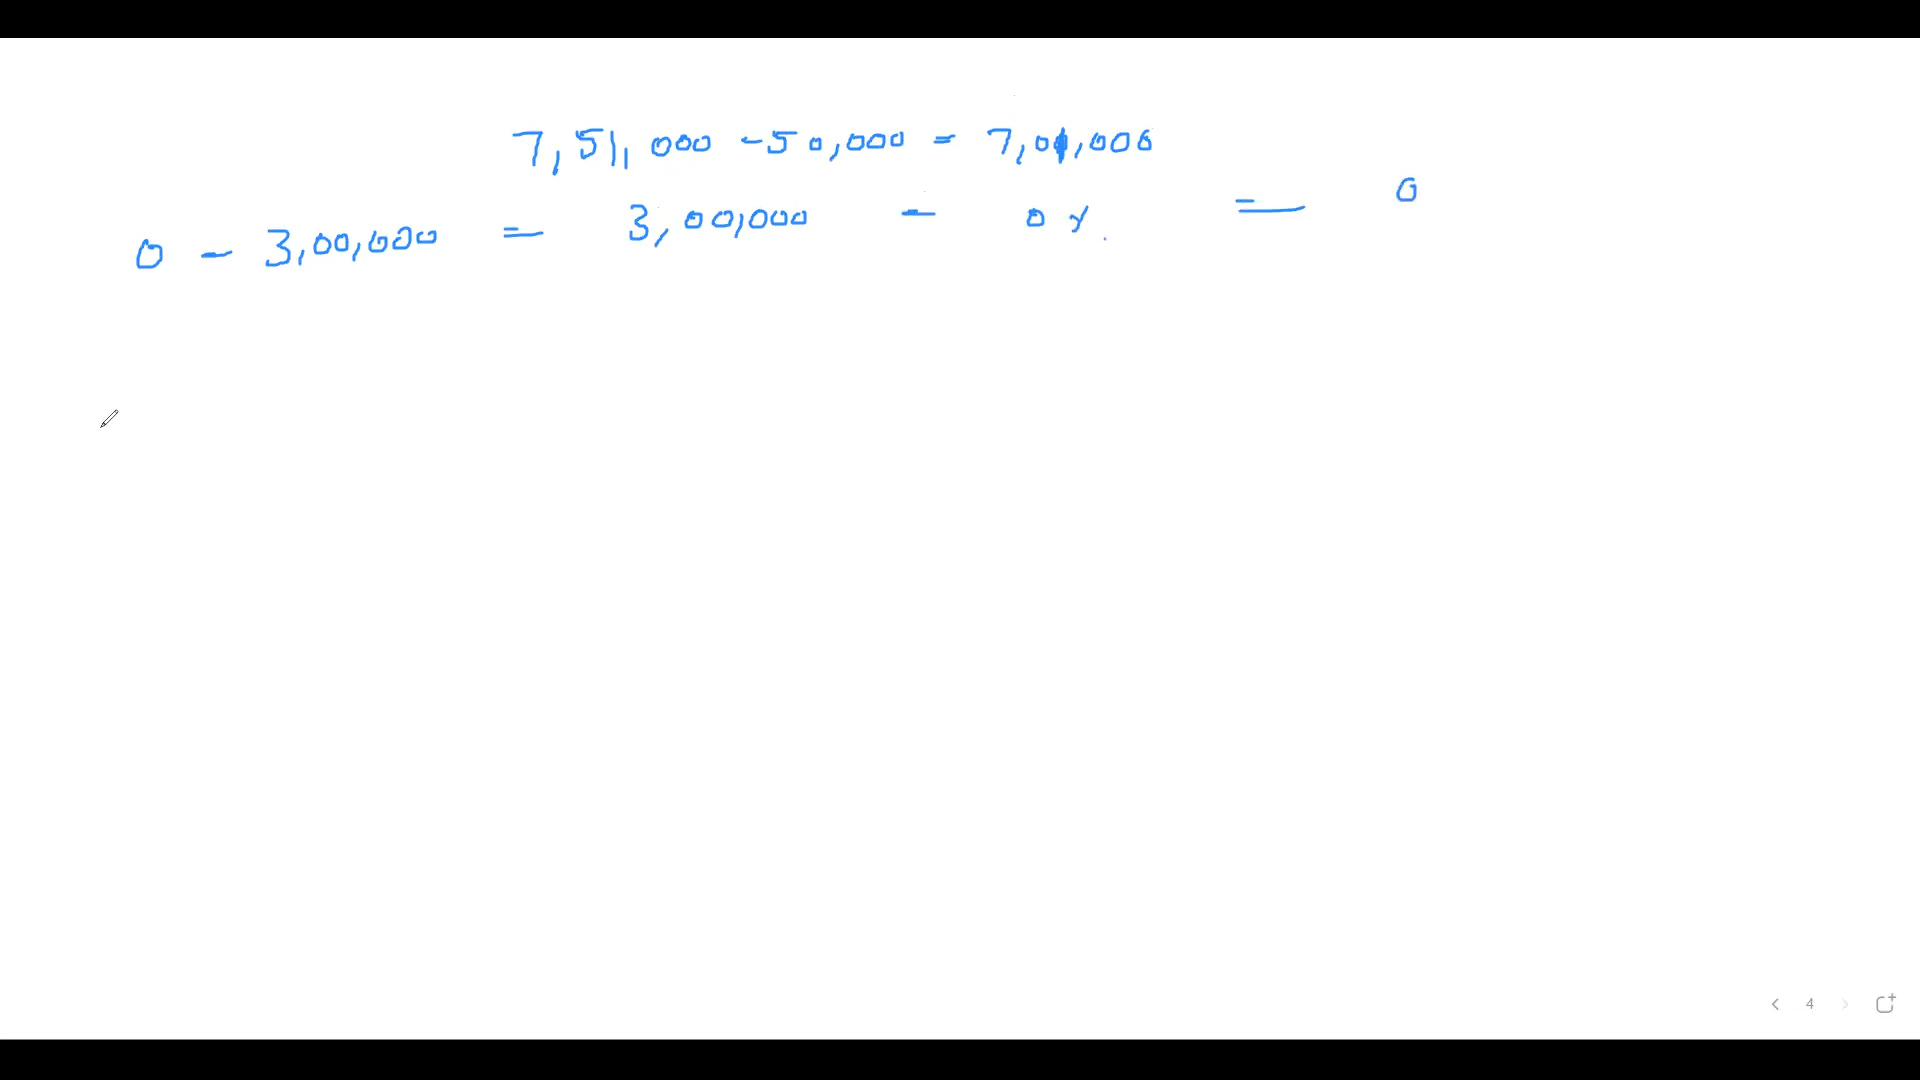 7,51,000 - 50,000 = 7,01,000
0 - 3,00,000 = 3,00,000 - 0 % = 0
4